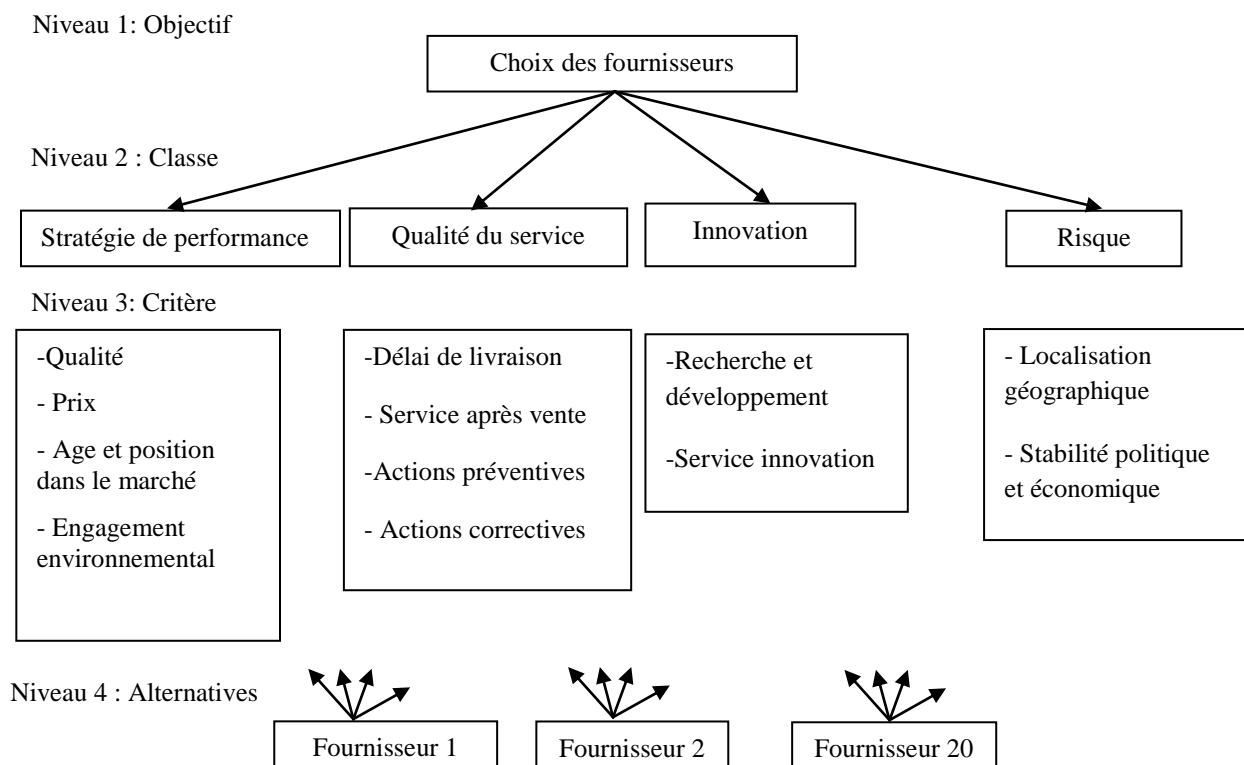 Niveau 1: Objectif
Choix des fournisseurs
Niveau 2 : Classe
Stratégie de performance
Qualité du service
Innovation
Risque
Niveau 3: Critère
-Qualité
- Prix
- Age et position
dans le marché
- Engagement
environnemental
-Délai de livraison
- Service après vente
-Actions préventives
- Actions correctives
-Recherche et
développement
-Service innovation
- Localisation
géographique
- Stabilité politique
et économique
Niveau 4 : Alternatives
Fournisseur 1
Fournisseur 2
Fournisseur 20